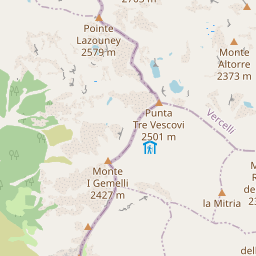 Pointe
Lazouney
2579 m
Monte
Altorre
2373 m
Punta
Tre Vescovi
2501 m
Vercelli
Monte
I Gemelli
2427 m
la Mitria